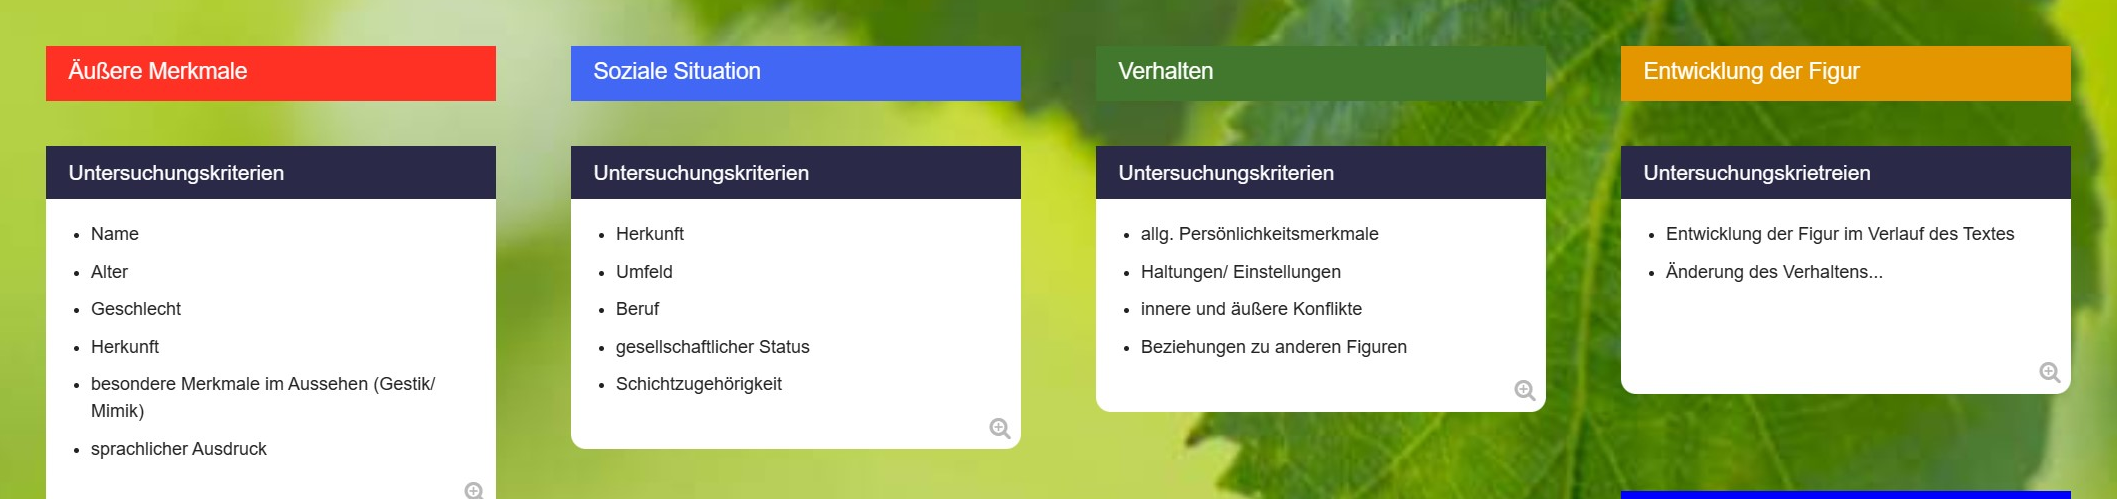 Äußere Merkmale
Untersuchungskriterien
Name
Alter
Geschlecht
Herkunft
besondere Merkmale im Aussehen (Gestik/
Mimik)
sprachlicher Ausdruck
Soziale Situation
Untersuchungskriterien
Herkunft
Umfeld
Beruf
gesellschaftlicher Status
Schichtzugehörigkeit
Verhalten
Untersuchungskriterien
allg. Persönlichkeitsmerkmale
Haltungen/ Einstellungen
innere und äußere Konflikte
Beziehungen zu anderen Figuren
Entwicklung der Figur
Untersuchungskrietreien
Entwicklung der Figur im Verlauf des Textes
Änderung des Verhaltens...